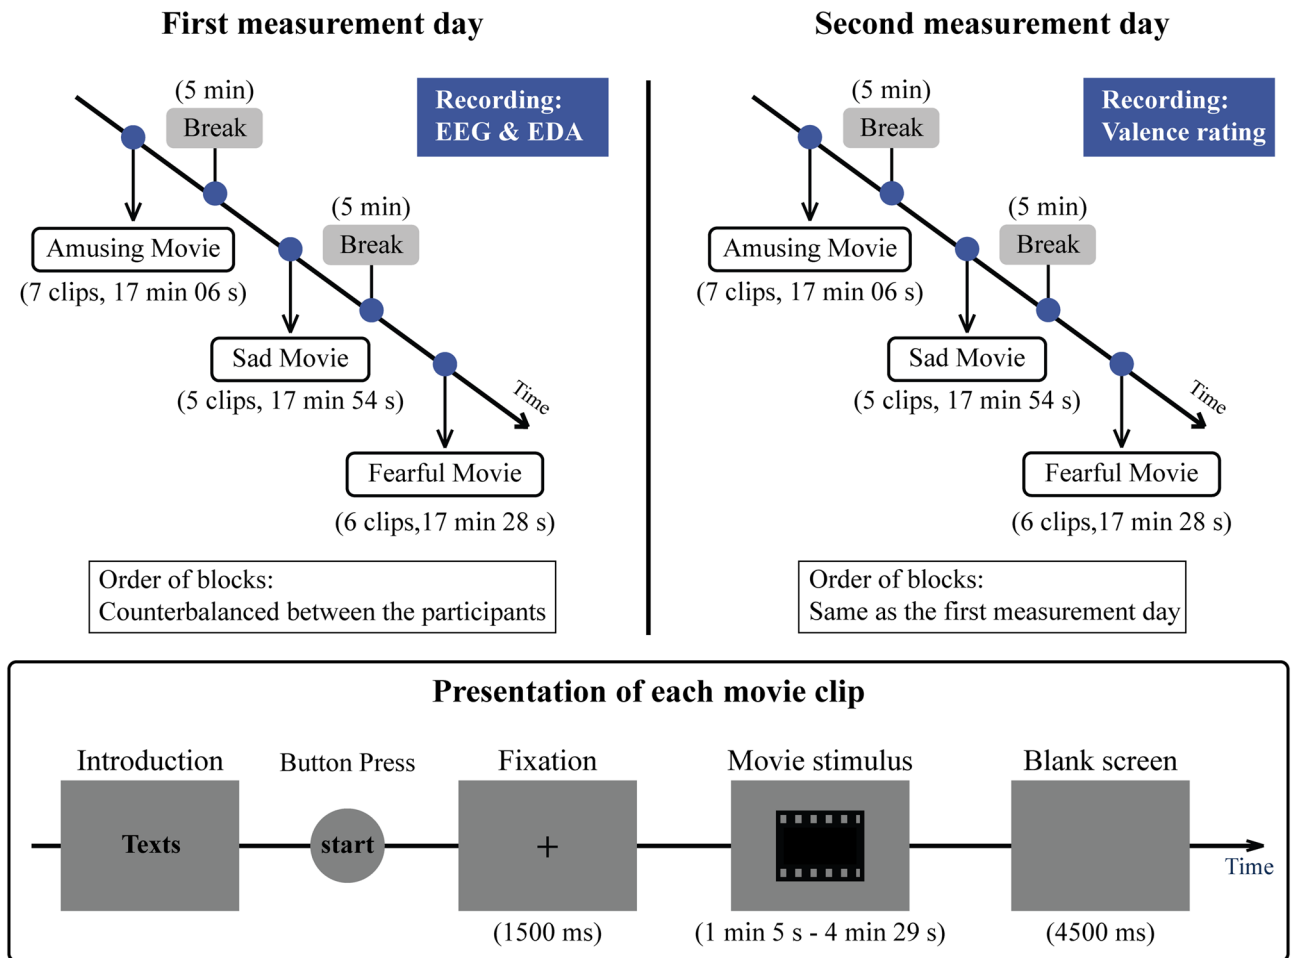 First measurement day
(5 min)
Break
Recording:
EEG & EDA
(5 min)
Break
Amusing Movie
(7 clips, 17 min 06 s)
Sad Movie
(5 clips, 17 min 54 s)
Time
Fearful Movie
(6 clips,17 min 28 s)
Order of blocks:
Counterbalanced between the participants
Second measurement day
(5 min)
Break
Recording:
Valence rating
(5 min)
Break
Amusing Movie
(7 clips, 17 min 06 s)
Sad Movie
(5 clips, 17 min 54 s)
Time
Fearful Movie
(6 clips,17 min 28 s)
Order of blocks:
Same as the first measurement day
Presentation of each movie clip
Introduction
Button Press
Fixation
Movie stimulus
Blank screen
Texts
start
+
Time
(1500 ms)
(1 min 5 s - 4 min 29 s)
(4500 ms)